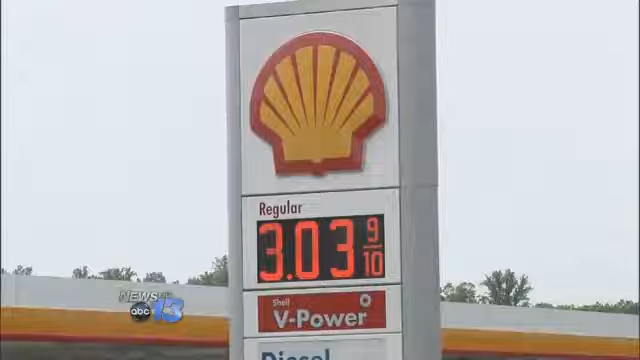 Regular
3.03 9/10
Shell
V-Power
Diesel
NEWS
abc 13